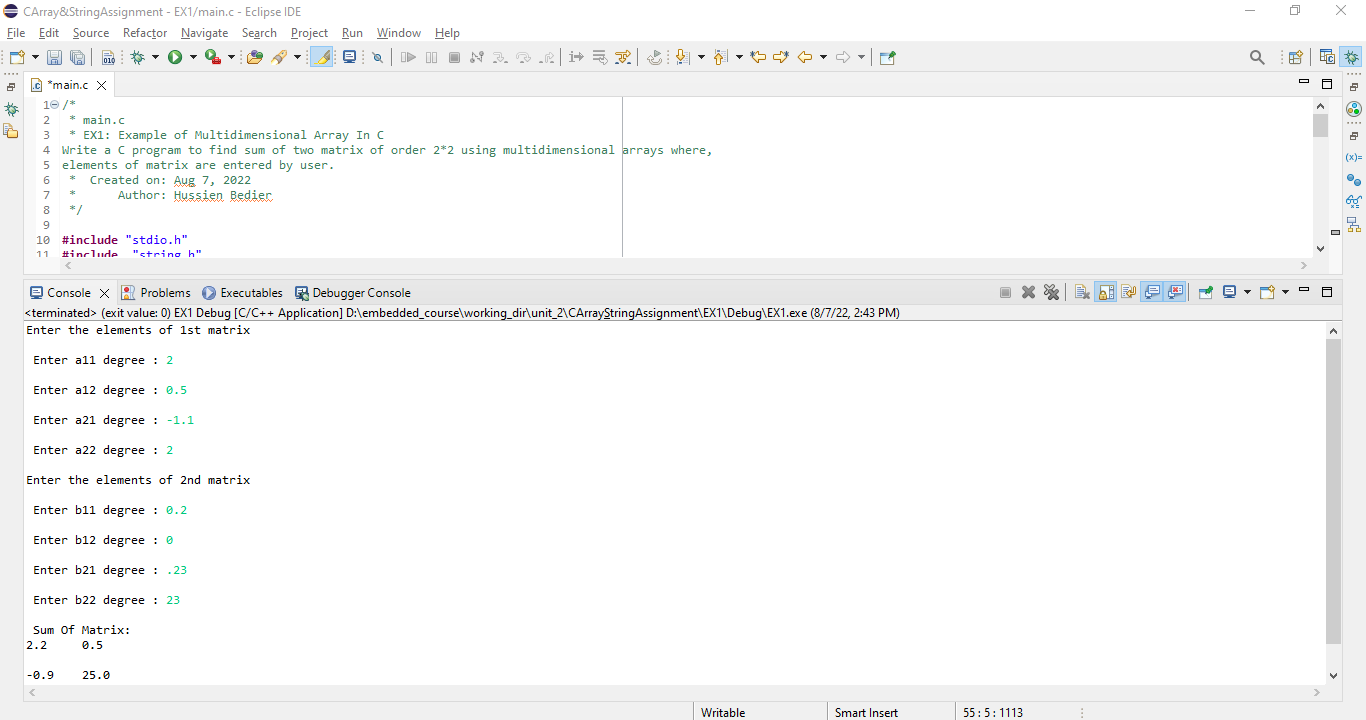 CArray&StringAssignment - EX1/main.c - Eclipse IDE
File Edit Source Refactor Navigate Search Project Run Window Help
*main.c
1 /*
2 * main.c
3 * EX1: Example of Multidimensional Array In C
4 Write a C program to find sum of two matrix of order 2*2 using multidimensional arrays where,
5 elements of matrix are entered by user.
6 * Created on: Aug 7, 2022
7 * Author: Hussien Bedier
8 */
9
10 #include "stdio.h"
11 #include "string.h"
Console Problems Executables Debugger Console
<terminated> (exit value: 0) EX1 Debug [C/C++ Application] D:\embedded_course\working_dir\unit_2\CArrayStringAssignment\EX1\Debug\EX1.exe (8/7/22, 2:43 PM)
Enter the elements of 1st matrix
Enter a11 degree : 2
Enter a12 degree : 0.5
Enter a21 degree : -1.1
Enter a22 degree : 2
Enter the elements of 2nd matrix
Enter b11 degree : 0.2
Enter b12 degree : 0
Enter b21 degree : .23
Enter b22 degree : 23
Sum Of Matrix:
2.2 0.5
-0.9 25.0
Writable Smart Insert 55 : 5 : 1113